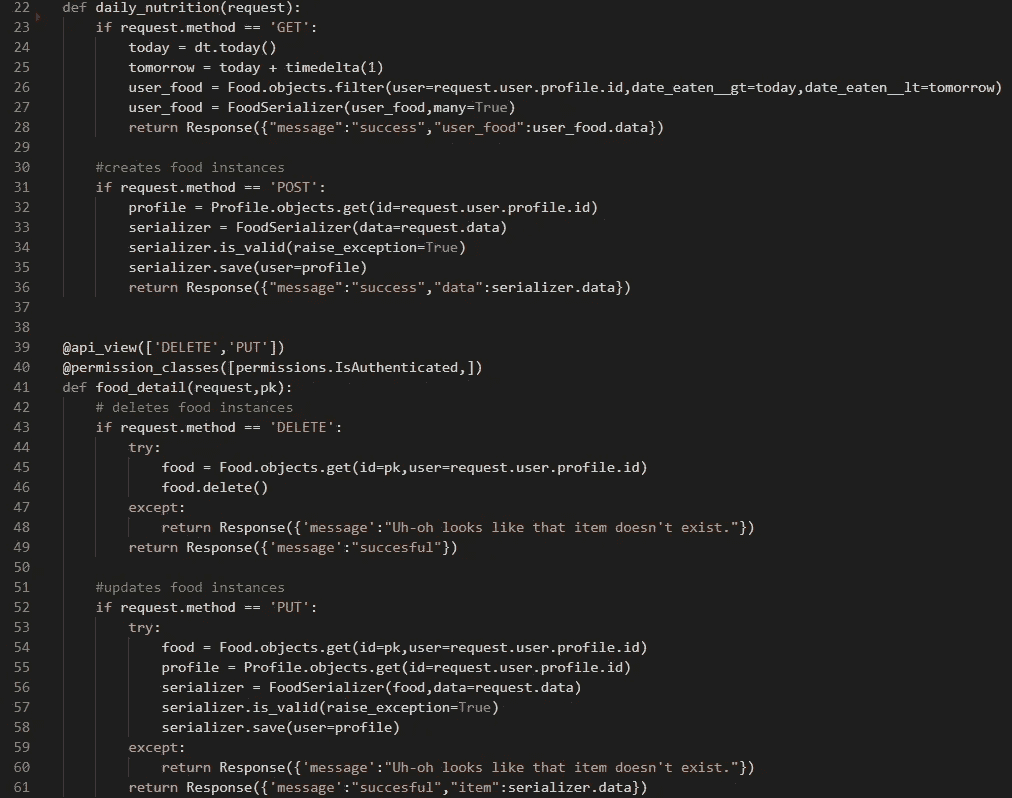 22 def daily_nutrition(request):
23 if request.method == 'GET':
24 today = dt.today()
25 tomorrow = today + timedelta(1)
26 user_food = Food.objects.filter(user=request.user.profile.id,date_eaten__gt=today,date_eaten__lt=tomorrow)
27 user_food = FoodSerializer(user_food,many=True)
28 return Response({"message":"success","user_food":user_food.data})
29
30 #creates food instances
31 if request.method == 'POST':
32 profile = Profile.objects.get(id=request.user.profile.id)
33 serializer = FoodSerializer(data=request.data)
34 serializer.is_valid(raise_exception=True)
35 serializer.save(user=profile)
36 return Response({"message":"success","data":serializer.data})
37
38
39 @api_view(['DELETE','PUT'])
40 @permission_classes([permissions.IsAuthenticated,])
41 def food_detail(request,pk):
42 # deletes food instances
43 if request.method == 'DELETE':
44 try:
45 food = Food.objects.get(id=pk,user=request.user.profile.id)
46 food.delete()
47 except:
48 return Response({'message':"Uh-oh looks like that item doesn't exist."})
49 return Response({'message':"succesful"})
50
51 #updates food instances
52 if request.method == 'PUT':
53 try:
54 food = Food.objects.get(id=pk,user=request.user.profile.id)
55 profile = Profile.objects.get(id=request.user.profile.id)
56 serializer = FoodSerializer(food,data=request.data)
57 serializer.is_valid(raise_exception=True)
58 serializer.save(user=profile)
59 except:
60 return Response({'message':"Uh-oh looks like that item doesn't exist."})
61 return Response({'message':"succesful","item":serializer.data})